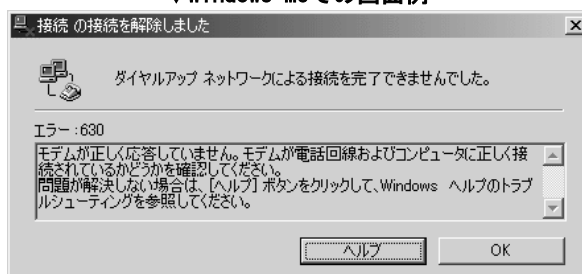 ▼Windows Meでの画面例
接続 の接続を解除しました
ダイヤルアップ ネットワークによる接続を完了できませんでした。
エラー :630
モデムが正しく応答していません。モデムが電話回線およびコンピュータに正しく接
続されているかどうかを確認してください。
問題が解決しない場合は、[ヘルプ] ボタンをクリックして、Windows ヘルプのトラブ
ルシューティングを参照してください。
ヘルプ
OK